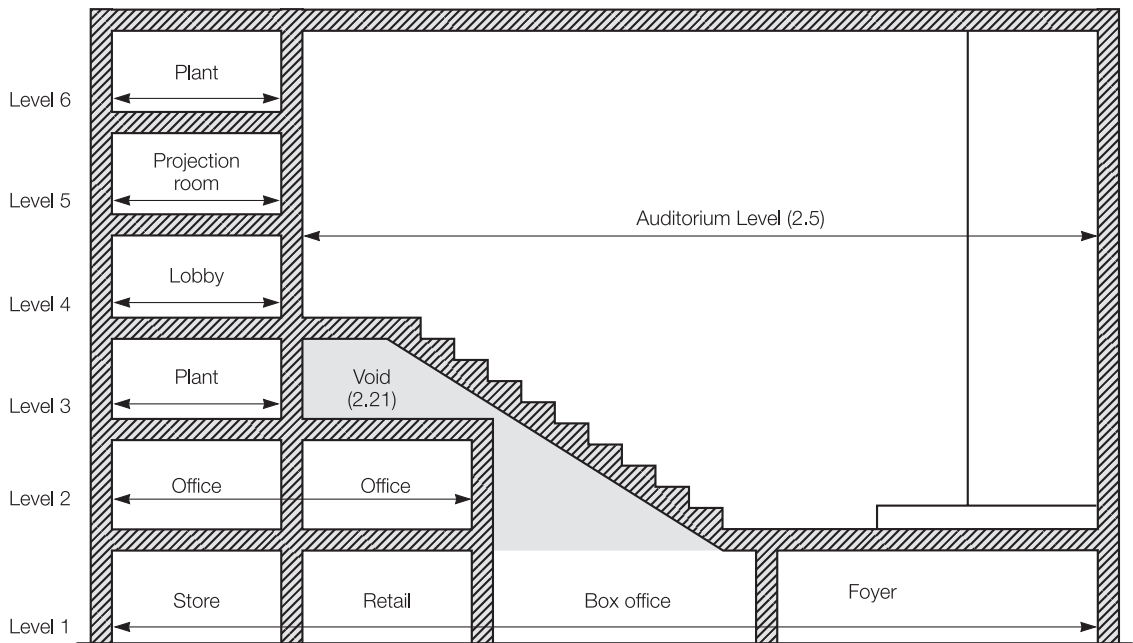 Plant
Level 6
Projection
room
Level 5
Auditorium Level (2.5)
Lobby
Level 4
Plant
Void
(2.21)
Level 3
Office
Office
Level 2
Store
Retail
Box office
Foyer
Level 1